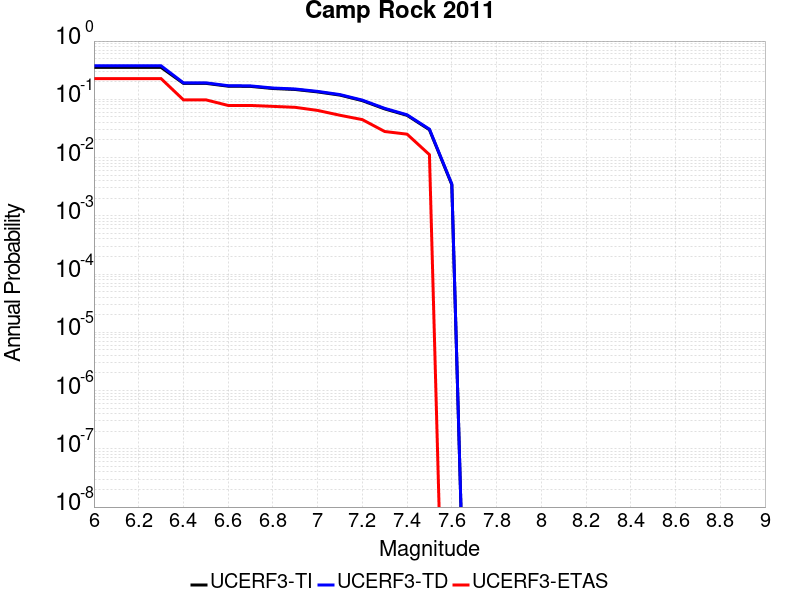 Camp Rock 2011
Annual Probability
10^0
10^-1
10^-2
10^-3
10^-4
10^-5
10^-6
10^-7
10^-8
6 6.2 6.4 6.6 6.8 7 7.2 7.4 7.6 7.8 8 8.2 8.4 8.6 8.8 9
Magnitude
UCERF3-TI UCERF3-TD UCERF3-ETAS